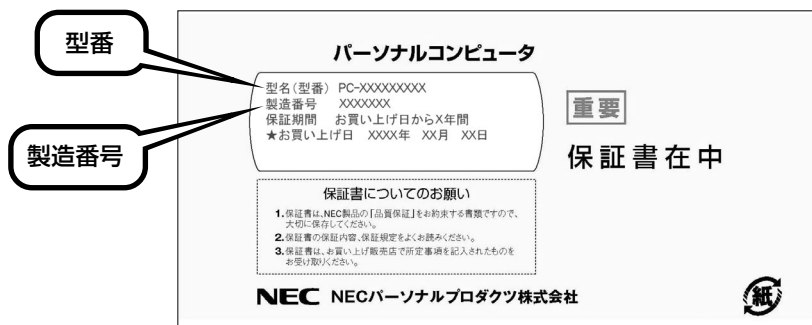 型番
製造番号
パーソナルコンピュータ
型名(型番) PC-XXXXXXXXX
製造番号 XXXXXXX
保証期間 お買い上げ日からX年間
★お買い上げ日 XXXX年 XX月 XX日
重要
保証書在中
保証書についてのお願い
1.保証書は、NEC製品の「品質保証」をお約束する書類ですので、
大切に保存してください。
2.保証書の保証内容、保証規定をよくお読みください。
3.保証書は、お買い上げ販売店で所定事項を記入されたものを
お受け取りください。
NEC NECパーソナルプロダクツ株式会社
紙